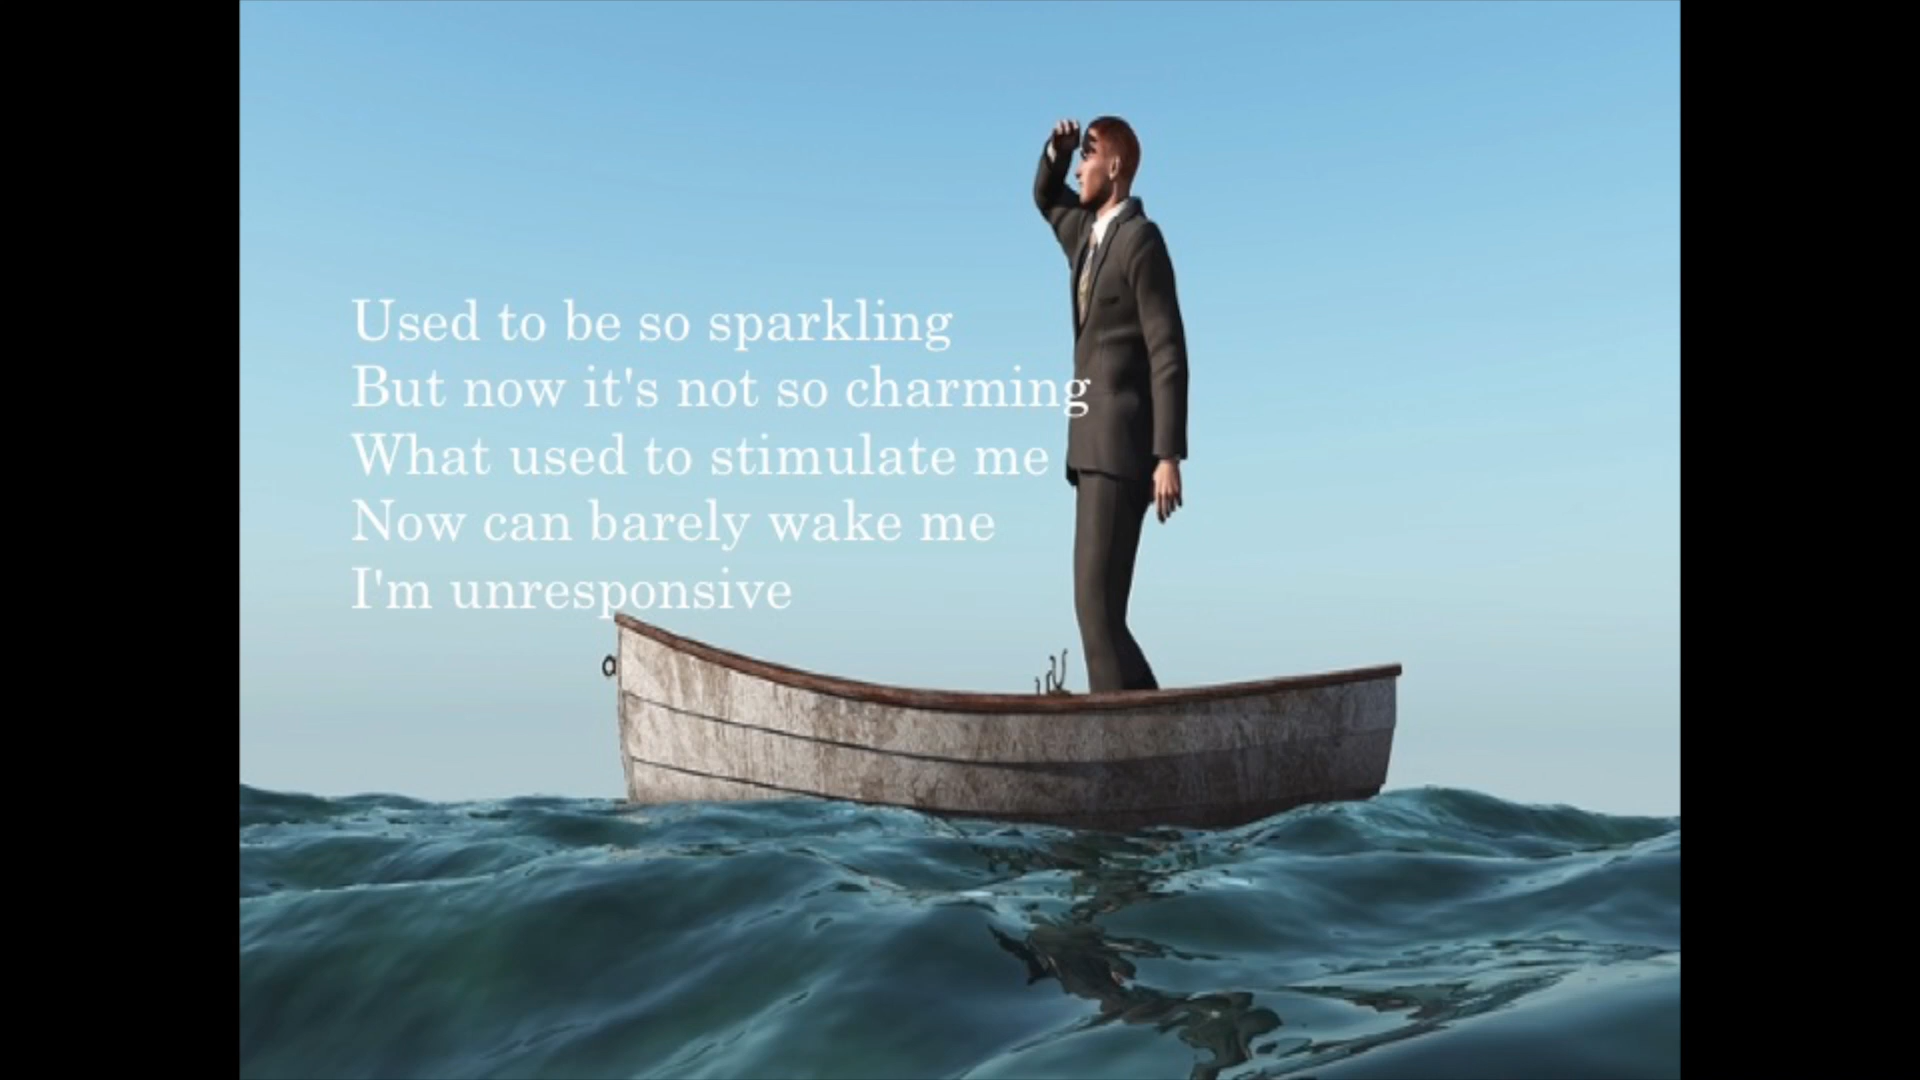 Used to be so sparkling
But now it's not so charming
What used to stimulate me
Now can barely wake me
I'm unresponsive